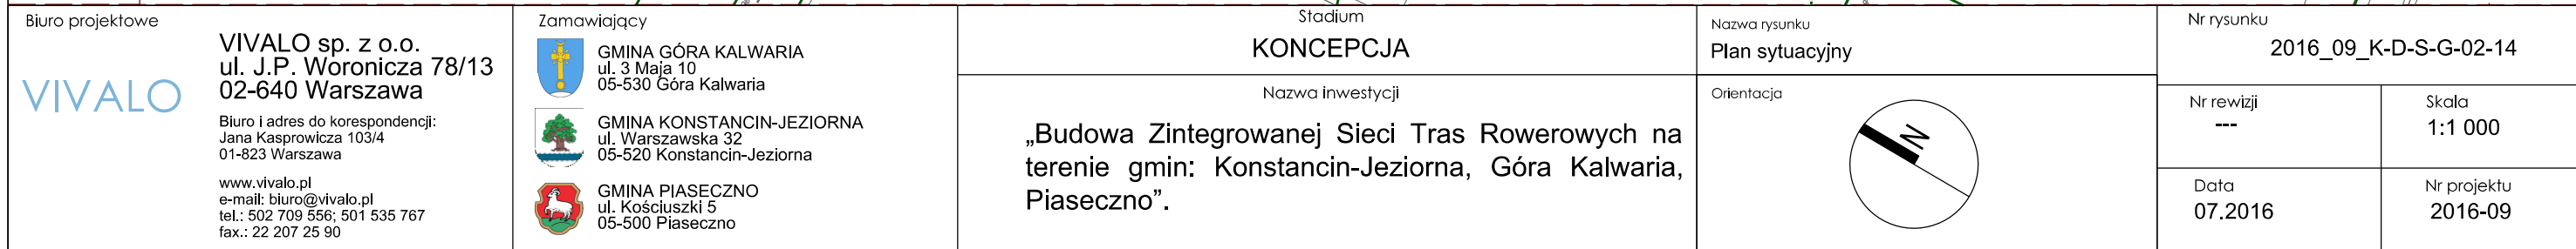 Biuro projektowe
VIVALO
VIVALO sp. z o.o.
ul. J.P. Woronicza 78/13
02-640 Warszawa
Biuro i adres do korespondencji:
Jana Kasprowicza 103/4
01-823 Warszawa
www.vivalo.pl
e-mail: biuro@vivalo.pl
tel.: 502 709 556; 501 535 767
fax.: 22 207 25 90
Zamawiający
GMINA GÓRA KALWARIA
ul. 3 Maja 10
05-530 Góra Kalwaria
GMINA KONSTANCIN-JEZIORNA
ul. Warszawska 32
05-520 Konstancin-Jeziorna
GMINA PIASECZNO
ul. Kościuszki 5
05-500 Piaseczno
Stadium
KONCEPCJA
Nazwa inwestycji
„Budowa Zintegrowanej Sieci Tras Rowerowych na
terenie gmin: Konstancin-Jeziorna, Góra Kalwaria,
Piaseczno”.
Nazwa rysunku
Plan sytuacyjny
Orientacja
N
Nr rysunku
2016_09_K-D-S-G-02-14
Nr rewizji
---
Skala
1:1 000
Data
07.2016
Nr projektu
2016-09